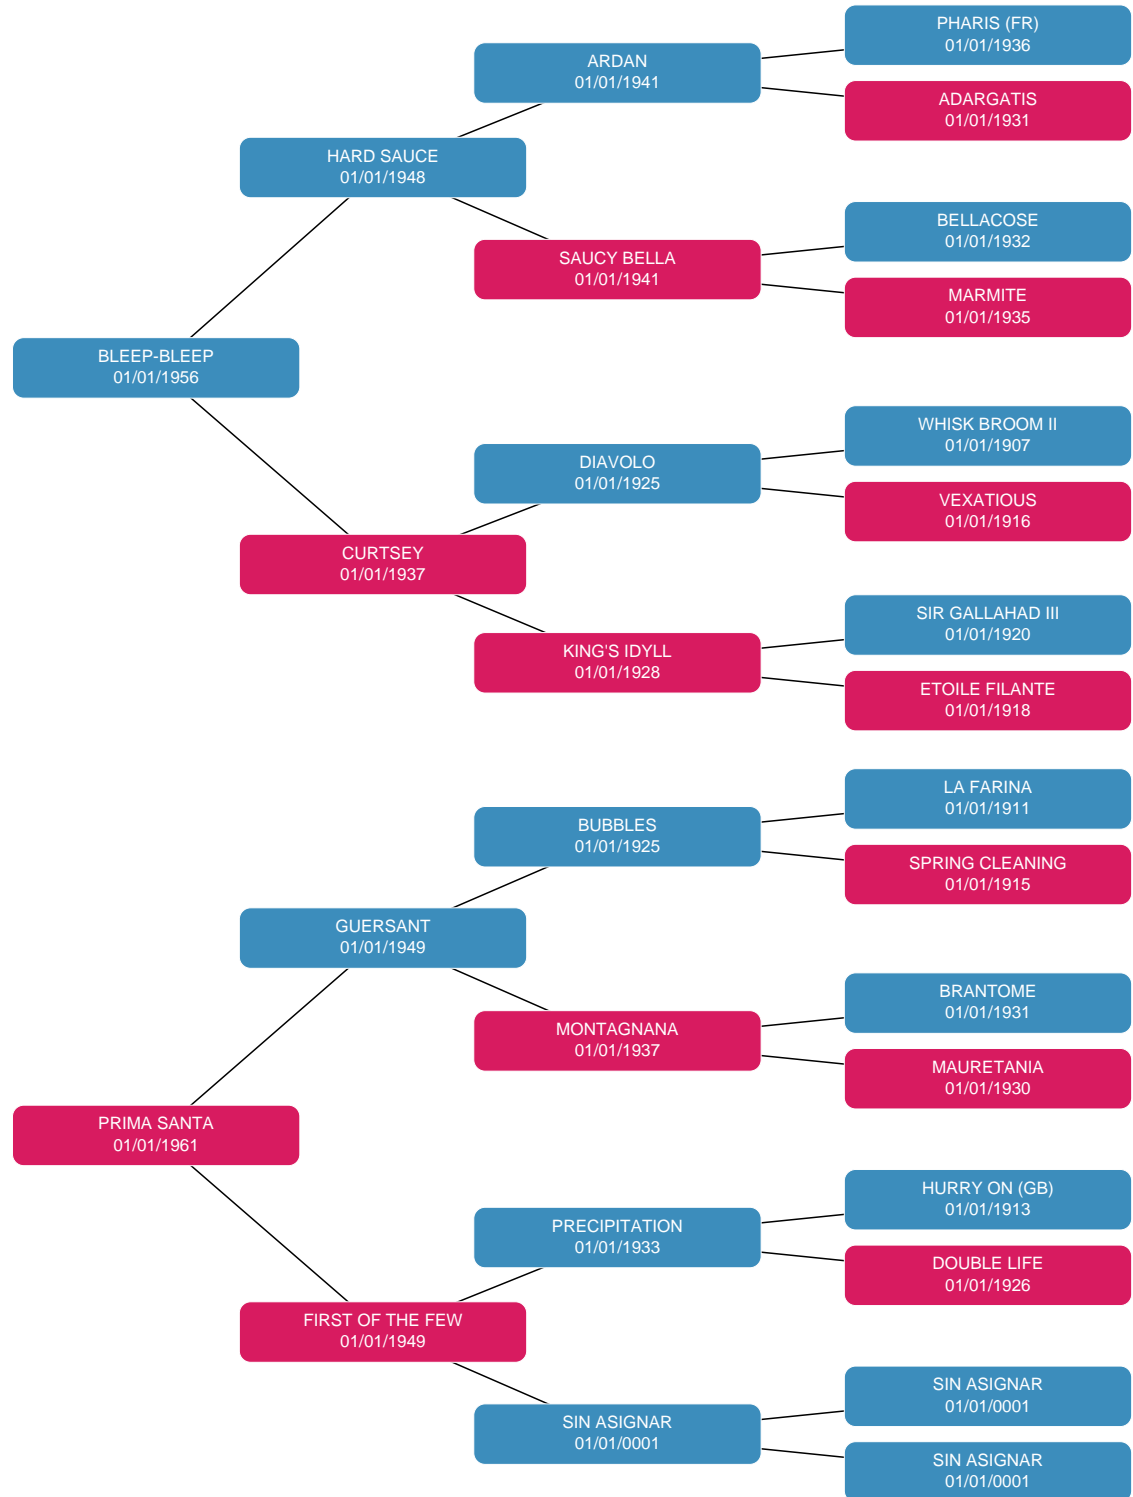 PHARIS (FR)
01/01/1936
ARDAN
01/01/1941
ADARGATIS
01/01/1931
HARD SAUCE
01/01/1948
BELLACOSE
01/01/1932
SAUCY BELLA
01/01/1941
MARMITE
01/01/1935
BLEEP-BLEEP
01/01/1956
WHISK BROOM II
01/01/1907
DIAVOLO
01/01/1925
VEXATIOUS
01/01/1916
CURTSEY
01/01/1937
SIR GALLAHAD III
01/01/1920
KING'S IDYLL
01/01/1928
ETOILE FILANTE
01/01/1918
LA FARINA
01/01/1911
BUBBLES
01/01/1925
SPRING CLEANING
01/01/1915
GUERSANT
01/01/1949
BRANTOME
01/01/1931
MONTAGNANA
01/01/1937
MAURETANIA
01/01/1930
PRIMA SANTA
01/01/1961
HURRY ON (GB)
01/01/1913
PRECIPITATION
01/01/1933
DOUBLE LIFE
01/01/1926
FIRST OF THE FEW
01/01/1949
SIN ASIGNAR
01/01/0001
SIN ASIGNAR
01/01/0001
SIN ASIGNAR
01/01/0001